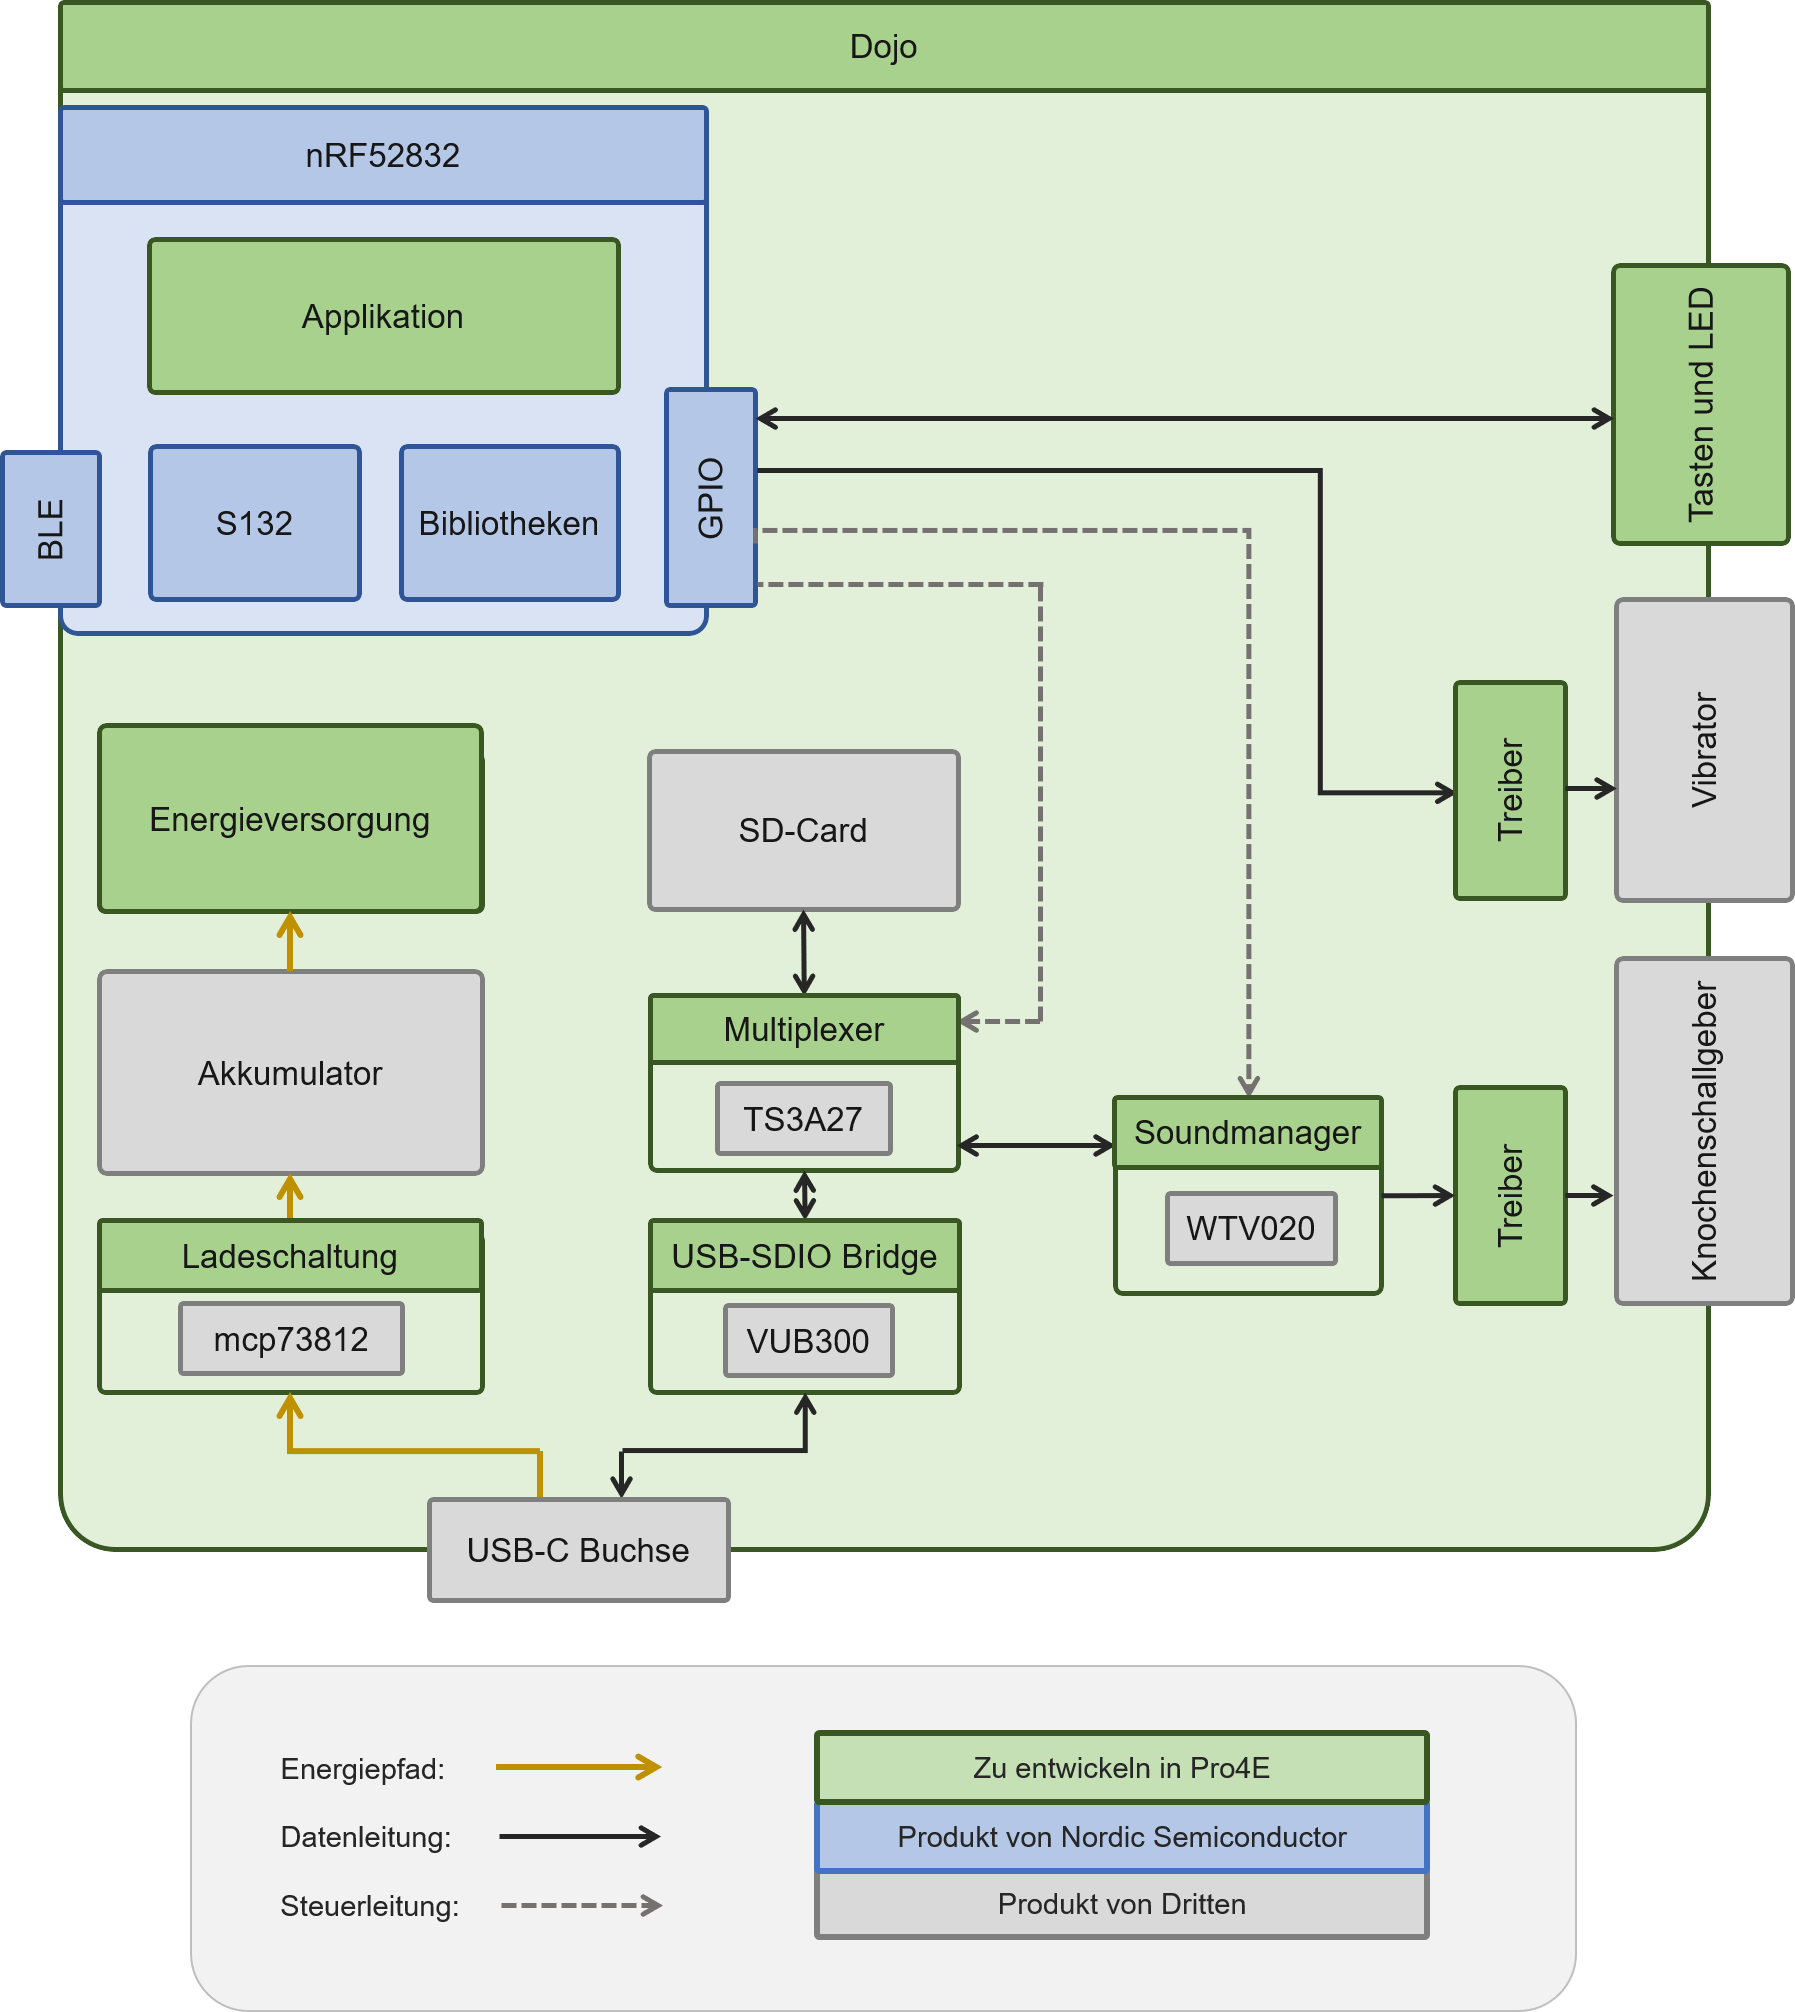 Dojo
nRF52832
Applikation
S132
Bibliotheken
BLE
GPIO
Tasten und LED
Energieversorgung
SD-Card
Treiber
Vibrator
Akkumulator
Multiplexer
TS3A27
Soundmanager
WTV020
Treiber
Knochenschallgeber
Ladeschaltung
mcp73812
USB-SDIO Bridge
VUB300
USB-C Buchse
Energiepfad:
Datenleitung:
Steuerleitung:
Zu entwickeln in Pro4E
Produkt von Nordic Semiconductor
Produkt von Dritten